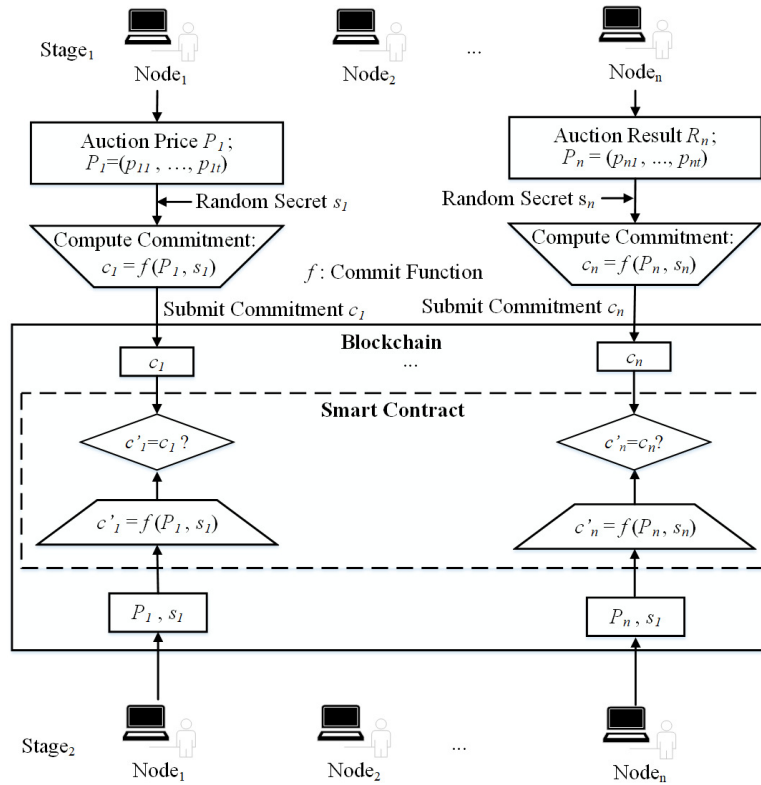 Stage₁
Node₁ Node₂ ... Nodeₙ
Auction Price P₁;
P₁=(p₁₁, ..., p₁ₜ)
Auction Result Rₙ;
Pₙ = (pₙ₁, ..., pₙₜ)
Random Secret s₁
Random Secret sₙ
Compute Commitment:
c₁ = f(P₁, s₁)
Compute Commitment:
cₙ = f(Pₙ, sₙ)
f : Commit Function
Submit Commitment c₁
Submit Commitment cₙ
Blockchain
c₁ ... cₙ
Smart Contract
c'₁=c₁ ?
c'ₙ=cₙ?
c'₁ = f(P₁, s₁)
c'ₙ = f(Pₙ, sₙ)
P₁ , s₁
Pₙ , s₁
Stage₂
Node₁ Node₂ ... Nodeₙ